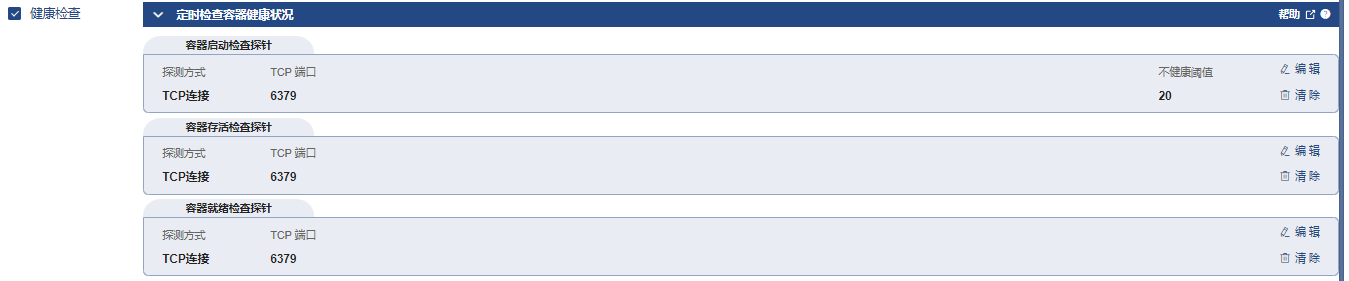 健康检查
定时检查容器健康状况 帮助
容器启动检查探针
探测方式 TCP 端口 不健康阈值 编辑
TCP连接 6379 20 清除
容器存活检查探针
探测方式 TCP 端口 编辑
TCP连接 6379 清除
容器就绪检查探针
探测方式 TCP 端口 编辑
TCP连接 6379 清除